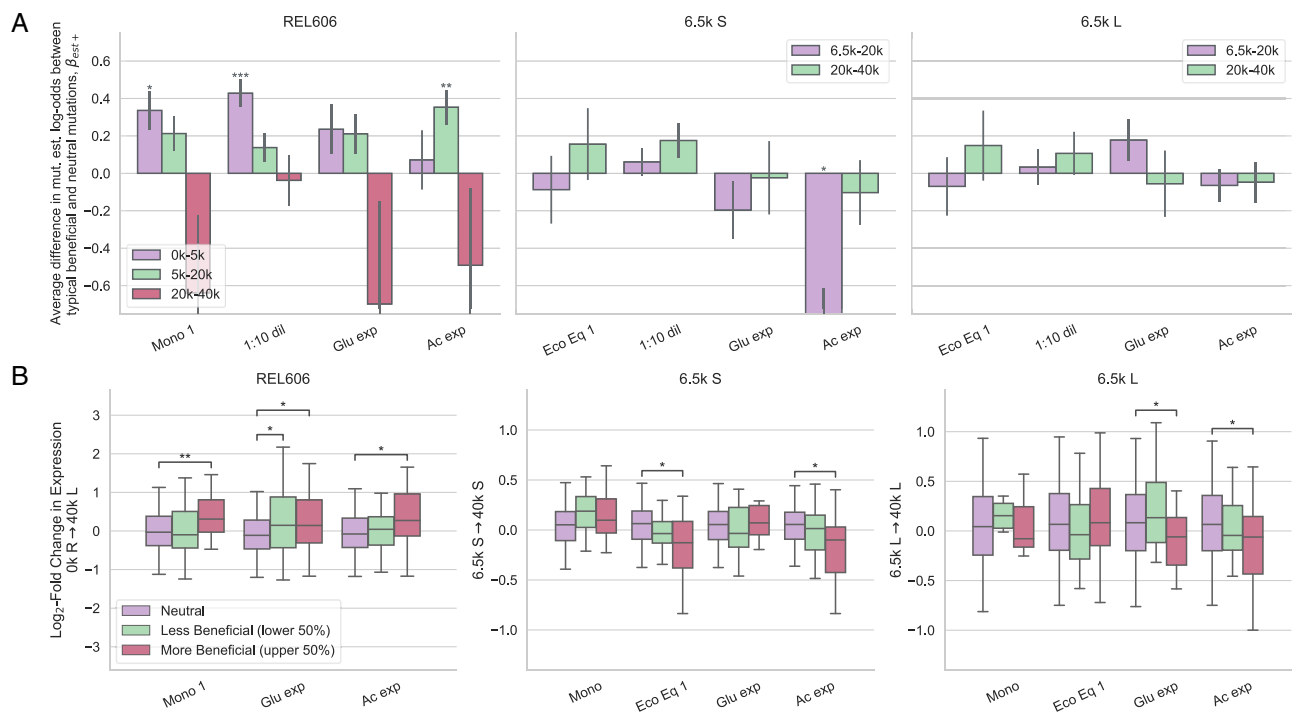 A
REL606
6.5k S
6.5k L
Average difference in mut. est. log-odds between
typical beneficial and neutral mutations, β_est+
0.6
0.4
0.2
0.0
−0.2
−0.4
−0.6
*
***
**
0k-5k
5k-20k
20k-40k
Mono 1
1:10 dil
Glu exp
Ac exp
6.5k-20k
20k-40k
*
Eco Eq 1
1:10 dil
Glu exp
Ac exp
6.5k-20k
20k-40k
Eco Eq 1
1:10 dil
Glu exp
Ac exp
B
REL606
6.5k S
6.5k L
Log2-Fold Change in Expression
0k R → 40k L
3
2
1
0
−1
−2
−3
**
*
*
*
Neutral
Less Beneficial (lower 50%)
More Beneficial (upper 50%)
Mono 1
Glu exp
Ac exp
6.5k S → 40k S
1.0
0.5
0.0
−0.5
−1.0
*
*
Mono
Eco Eq 1
Glu exp
Ac exp
6.5k L → 40k L
1.0
0.5
0.0
−0.5
−1.0
*
*
Mono
Eco Eq 1
Glu exp
Ac exp